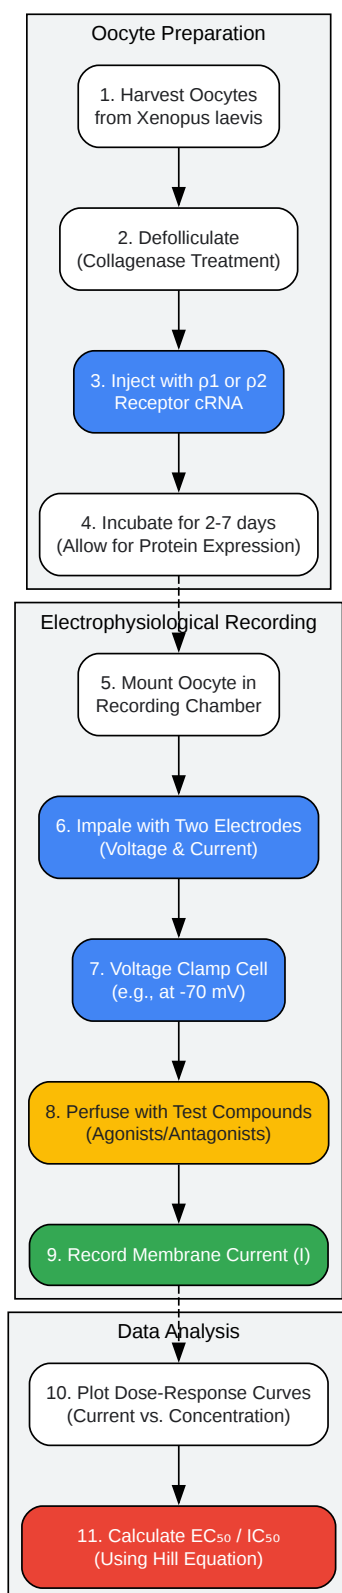 Oocyte Preparation
1. Harvest Oocytes
from Xenopus laevis
2. Defolliculate
(Collagenase Treatment)
3. Inject with ρ1 or ρ2
Receptor cRNA
4. Incubate for 2-7 days
(Allow for Protein Expression)
Electrophysiological Recording
5. Mount Oocyte in
Recording Chamber
6. Impale with Two Electrodes
(Voltage & Current)
7. Voltage Clamp Cell
(e.g., at -70 mV)
8. Perfuse with Test Compounds
(Agonists/Antagonists)
9. Record Membrane Current (I)
Data Analysis
10. Plot Dose-Response Curves
(Current vs. Concentration)
11. Calculate EC₅₀ / IC₅₀
(Using Hill Equation)